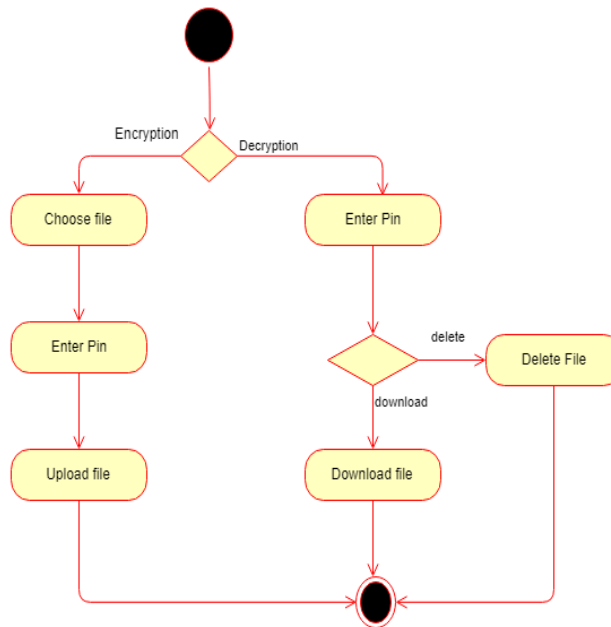 Encryption
Decryption
Choose file
Enter Pin
Enter Pin
delete
Delete File
download
Upload file
Download file